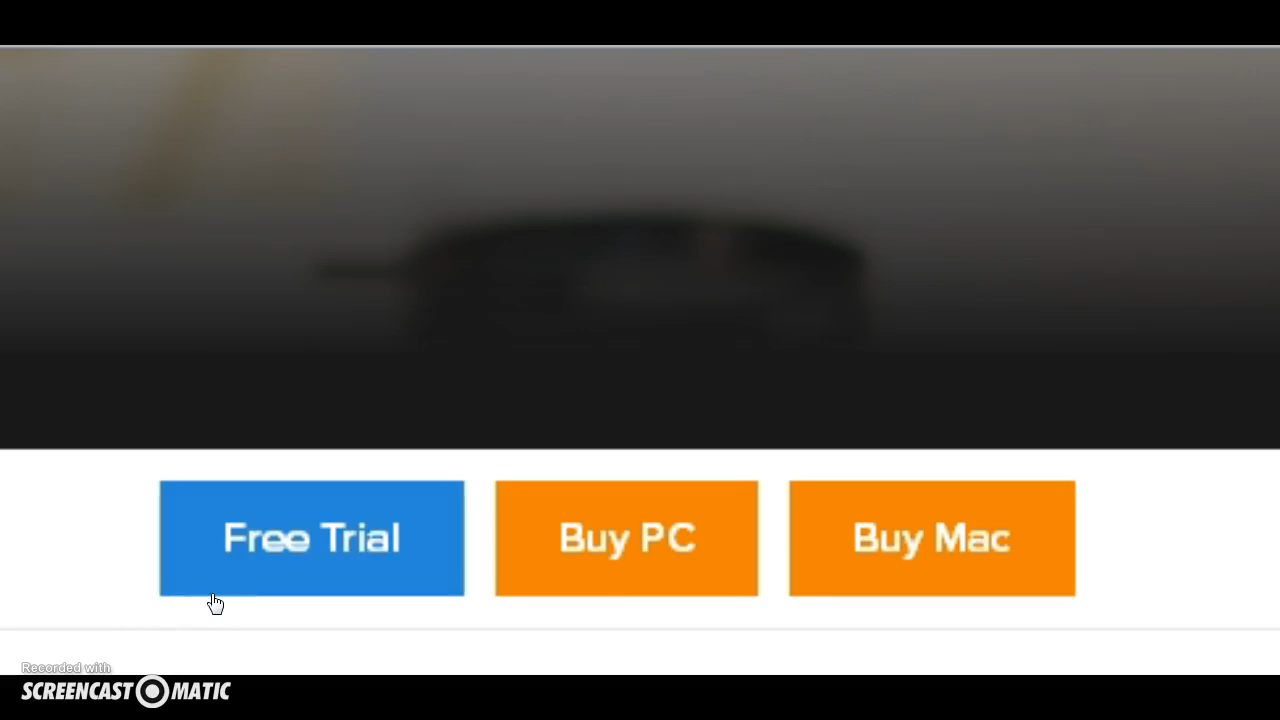 Free Trial
Buy PC
Buy Mac
Recorded with
SCREENCAST MATIC